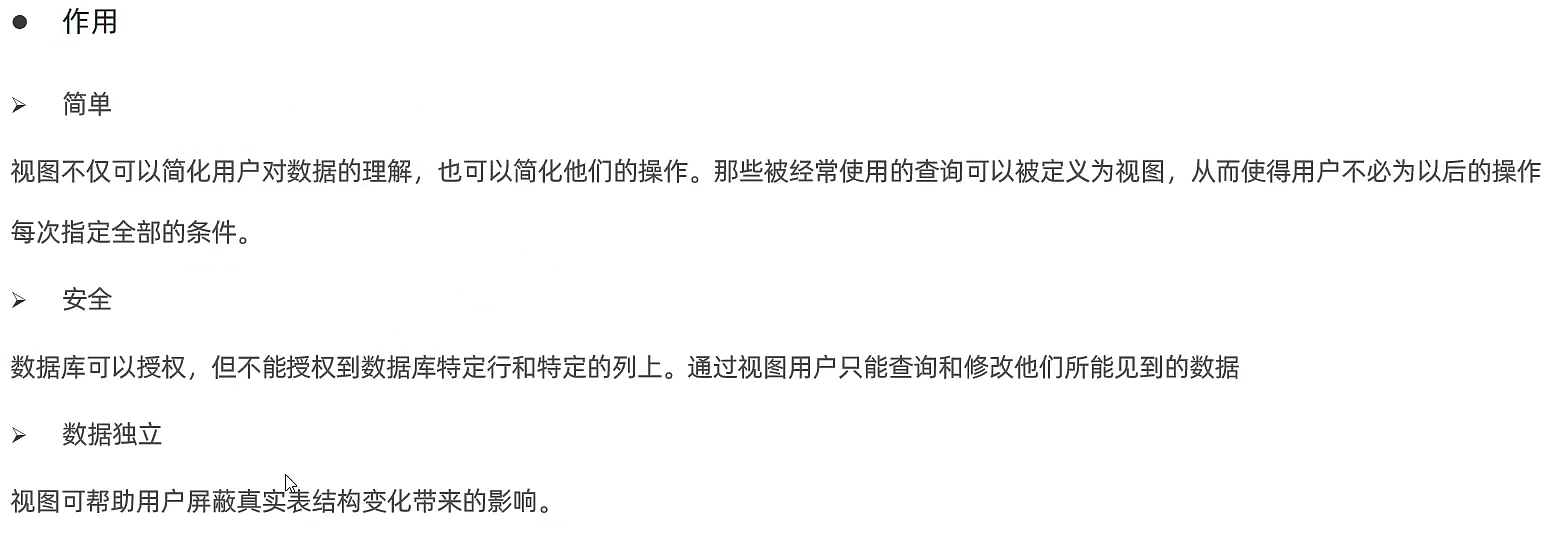 ● 作用
➢ 简单
视图不仅可以简化用户对数据的理解，也可以简化他们的操作。那些被经常使用的查询可以被定义为视图，从而使得用户不必为以后的操作
每次指定全部的条件。
➢ 安全
数据库可以授权，但不能授权到数据库特定行和特定的列上。通过视图用户只能查询和修改他们所能见到的数据
➢ 数据独立
视图可帮助用户屏蔽真实表结构变化带来的影响。